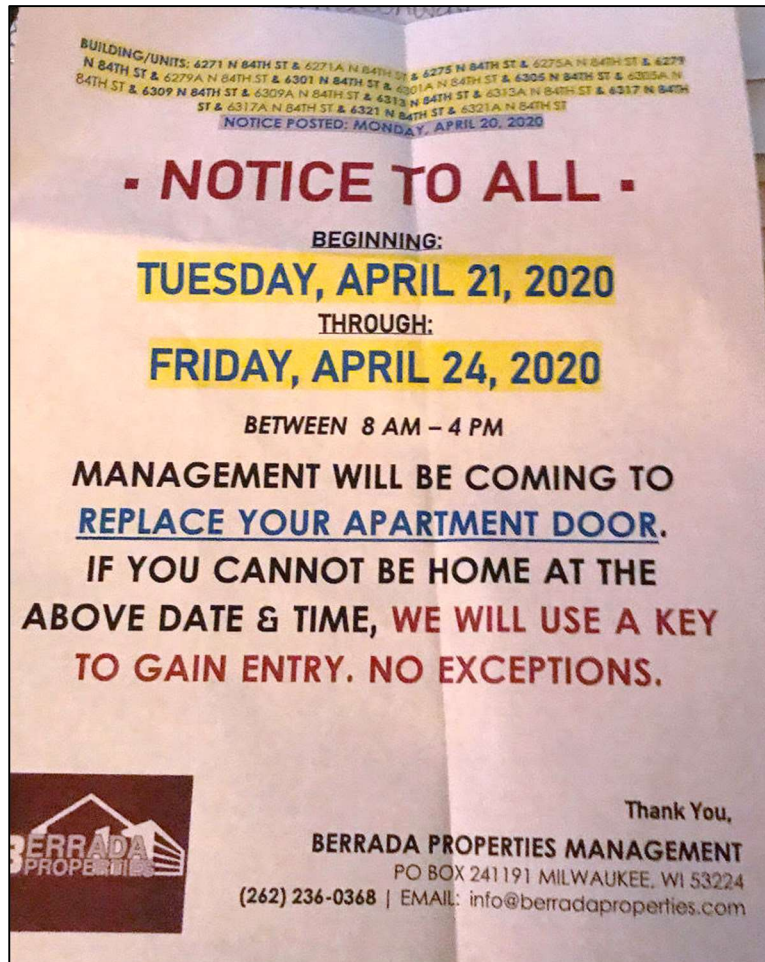 BUILDING/UNITS: 6271 N 84TH ST & 6271A N 84TH ST & 6275 N 84TH ST & 6275A N 84TH ST & 6279
N 84TH ST & 6279A N 84TH ST & 6301 N 84TH ST & 6301A N 84TH ST & 6305 N 84TH ST & 6305A N
84TH ST & 6309 N 84TH ST & 6309A N 84TH ST & 6313 N 84TH ST & 6313A N 84TH ST & 6317 N 84TH
ST & 6317A N 84TH ST & 6321 N 84TH ST & 6321A N 84TH ST
NOTICE POSTED: MONDAY, APRIL 20, 2020
▪ NOTICE TO ALL ▪
BEGINNING:
TUESDAY, APRIL 21, 2020
THROUGH:
FRIDAY, APRIL 24, 2020
BETWEEN 8 AM – 4 PM
MANAGEMENT WILL BE COMING TO
REPLACE YOUR APARTMENT DOOR.
IF YOU CANNOT BE HOME AT THE
ABOVE DATE & TIME, WE WILL USE A KEY
TO GAIN ENTRY. NO EXCEPTIONS.
BERRADA
PROPERTIES
Thank You,
BERRADA PROPERTIES MANAGEMENT
PO BOX 241191 MILWAUKEE, WI 53224
(262) 236-0368 | EMAIL: info@berradaproperties.com